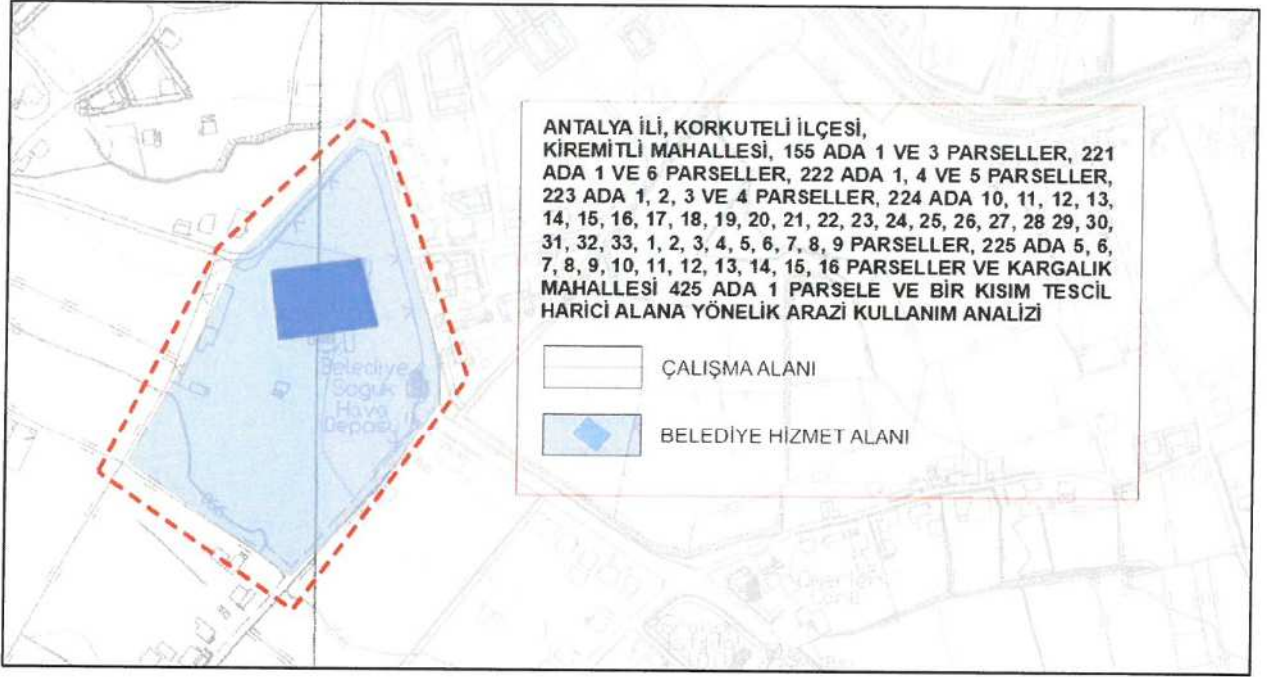 ANTALYA İLİ, KORKUTELİ İLÇESİ,
KİREMİTLİ MAHALLESİ, 155 ADA 1 VE 3 PARSELLER, 221
ADA 1 VE 6 PARSELLER, 222 ADA 1, 4 VE 5 PARSELLER,
223 ADA 1, 2, 3 VE 4 PARSELLER, 224 ADA 10, 11, 12, 13,
14, 15, 16, 17, 18, 19, 20, 21, 22, 23, 24, 25, 26, 27, 28 29, 30,
31, 32, 33, 1, 2, 3, 4, 5, 6, 7, 8, 9 PARSELLER, 225 ADA 5, 6,
7, 8, 9, 10, 11, 12, 13, 14, 15, 16 PARSELLER VE KARGALIK
MAHALLESİ 425 ADA 1 PARSELE VE BİR KISIM TESCİL
HARİCİ ALANA YÖNELİK ARAZİ KULLANIM ANALİZİ
ÇALIŞMA ALANI
BELEDİYE HİZMET ALANI
Belediye
Soguk
Hava
Deposu
990